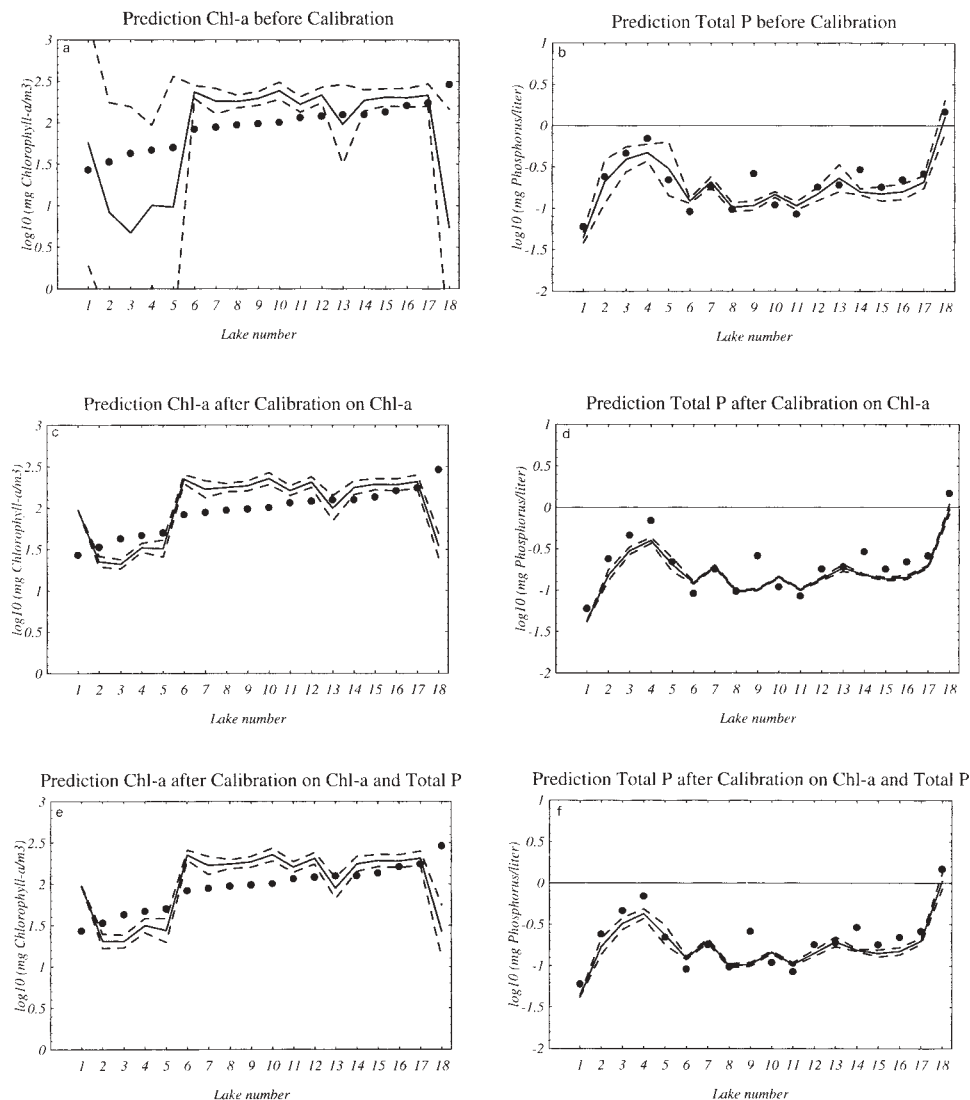 Prediction Chl-a before Calibration
a
log10 (mg Chlorophyll-a/m3)
3
2.5
2
1.5
1
0.5
0
1 2 3 4 5 6 7 8 9 10 11 12 13 14 15 16 17 18
Lake number
Prediction Total P before Calibration
b
log10 (mg Phosphorus/liter)
1
0.5
0
-0.5
-1
-1.5
-2
1 2 3 4 5 6 7 8 9 10 11 12 13 14 15 16 17 18
Lake number
Prediction Chl-a after Calibration on Chl-a
c
log10 (mg Chlorophyll-a/m3)
3
2.5
2
1.5
1
0.5
0
1 2 3 4 5 6 7 8 9 10 11 12 13 14 15 16 17 18
Lake number
Prediction Total P after Calibration on Chl-a
d
log10 (mg Phosphorus/liter)
1
0.5
0
-0.5
-1
-1.5
-2
1 2 3 4 5 6 7 8 9 10 11 12 13 14 15 16 17 18
Lake number
Prediction Chl-a after Calibration on Chl-a and Total P
e
log10 (mg Chlorophyll-a/m3)
3
2.5
2
1.5
1
0.5
0
1 2 3 4 5 6 7 8 9 10 11 12 13 14 15 16 17 18
Lake number
Prediction Total P after Calibration on Chl-a and Total P
f
log10 (mg Phosphorus/liter)
1
0.5
0
-0.5
-1
-1.5
-2
1 2 3 4 5 6 7 8 9 10 11 12 13 14 15 16 17 18
Lake number